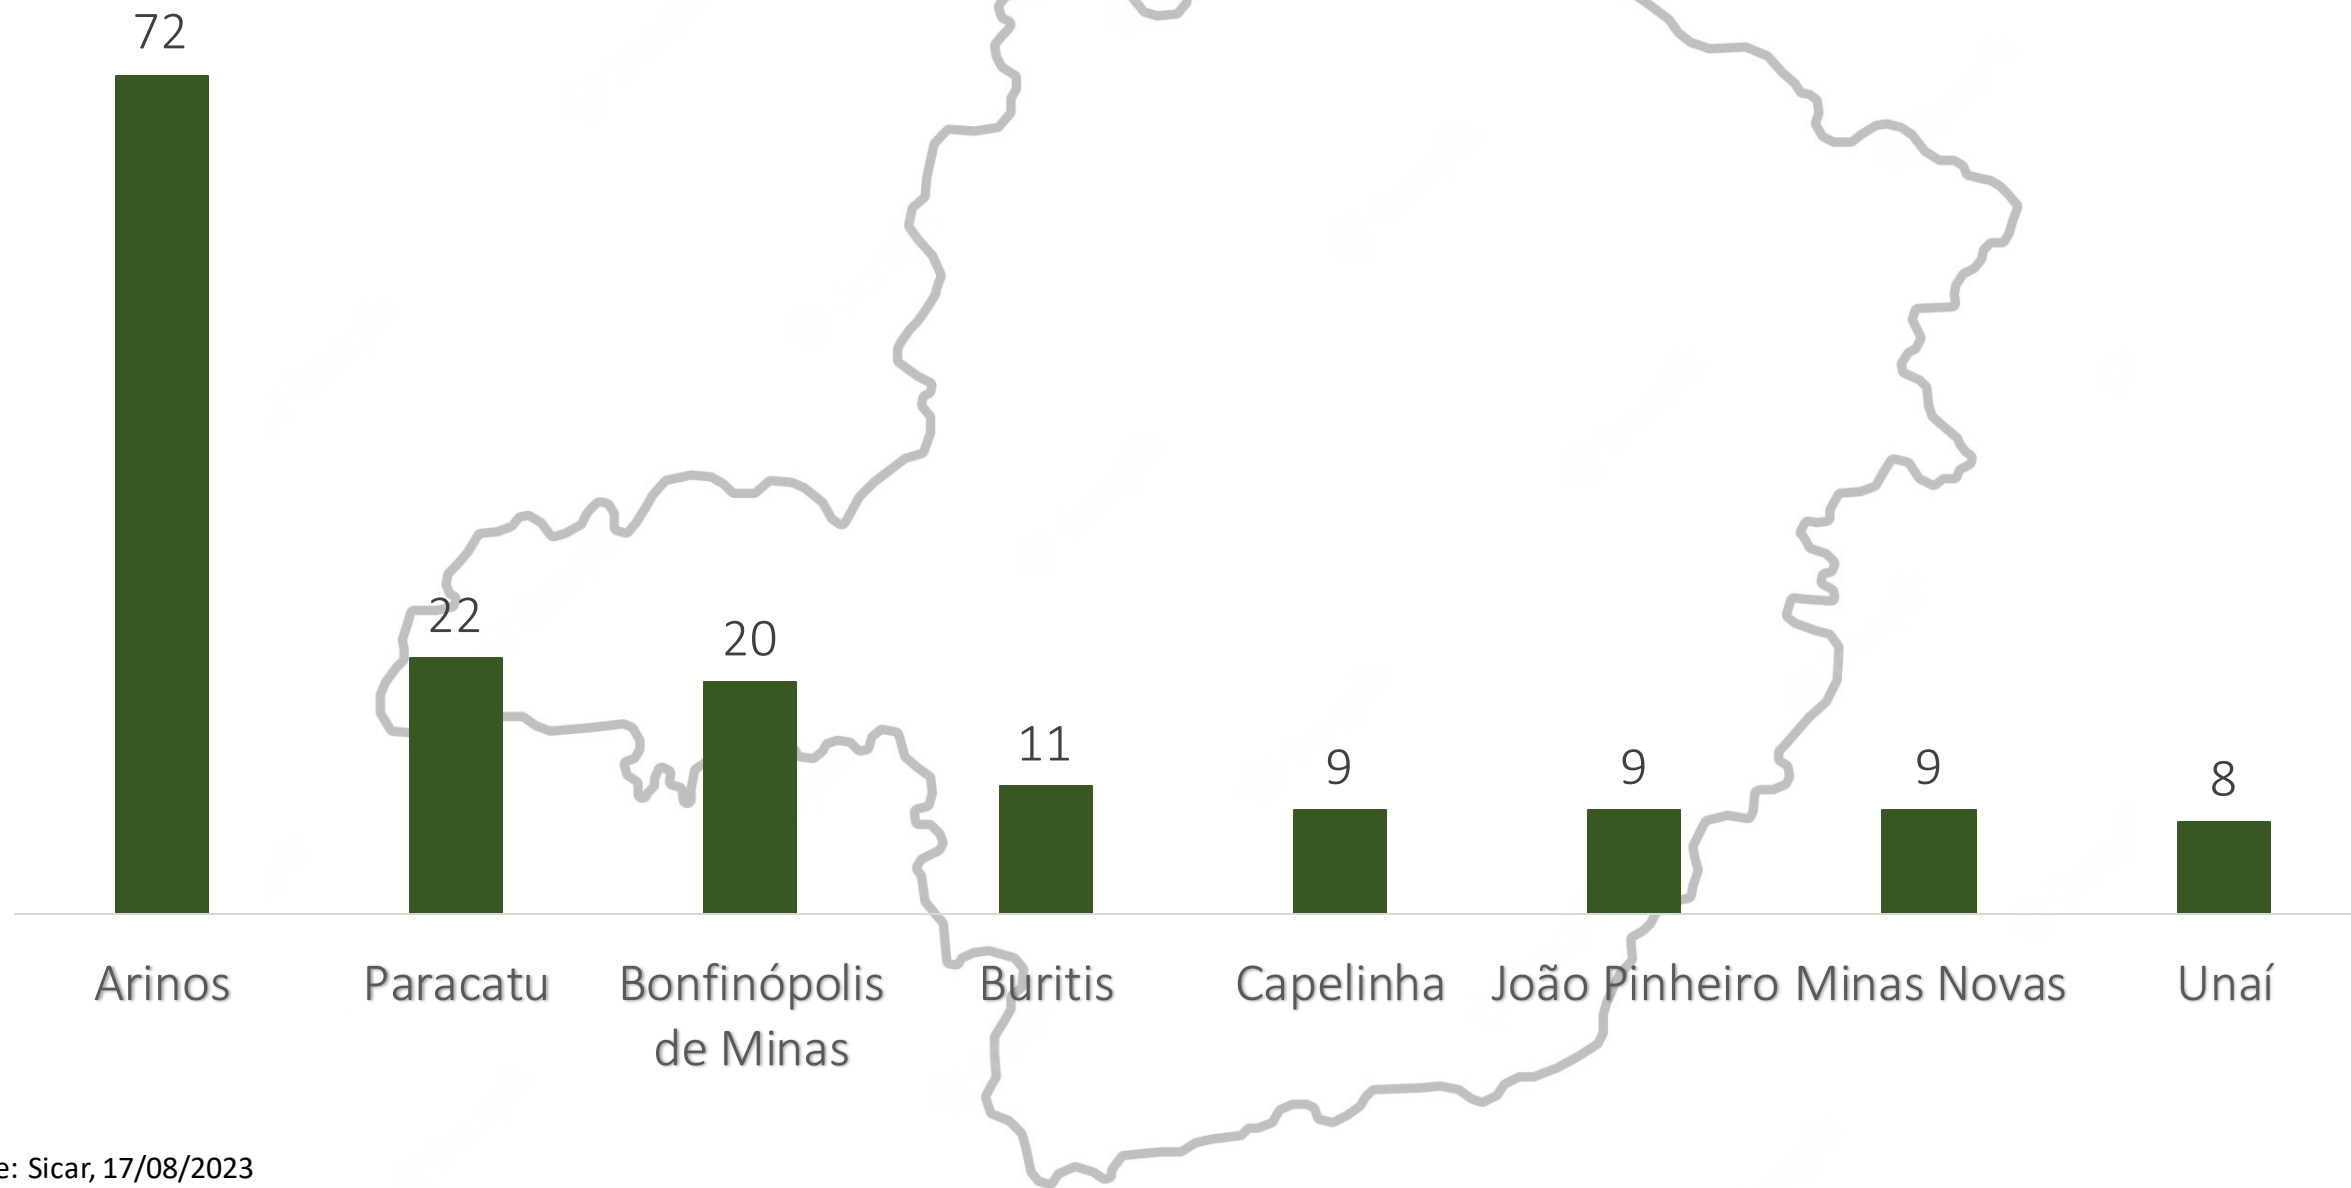 72
22
20
11
9
9
9
8
Arinos
Paracatu
Bonfinópolis
de Minas
Buritis
Capelinha
João Pinheiro
Minas Novas
Unaí
e: Sicar, 17/08/2023